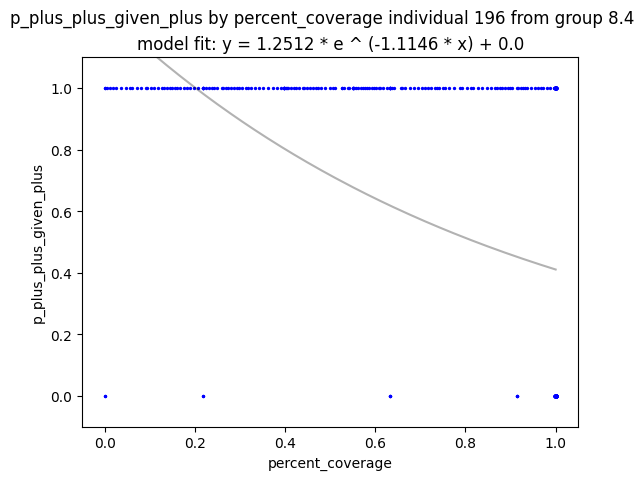 p_plus_plus_given_plus by percent_coverage individual 196 from group 8.4
model fit: y = 1.2512 * e ^ (-1.1146 * x) + 0.0
1.0
0.8
0.6
0.4
0.2
0.0
p_plus_plus_given_plus
0.0 0.2 0.4 0.6 0.8 1.0
percent_coverage